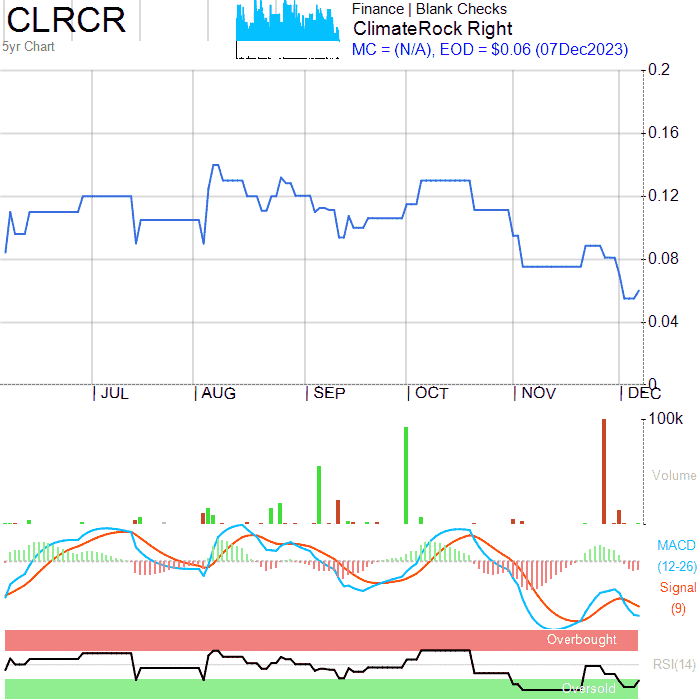 CLRCR
5yr Chart
Finance | Blank Checks
ClimateRock Right
MC = (N/A), EOD = $0.06 (07Dec2023)
0.2
0.16
0.12
0.08
0.04
0
JUL AUG SEP OCT NOV DEC
100k
Volume
MACD
(12-26)
Signal
(9)
Overbought
RSI(14)
Oversold